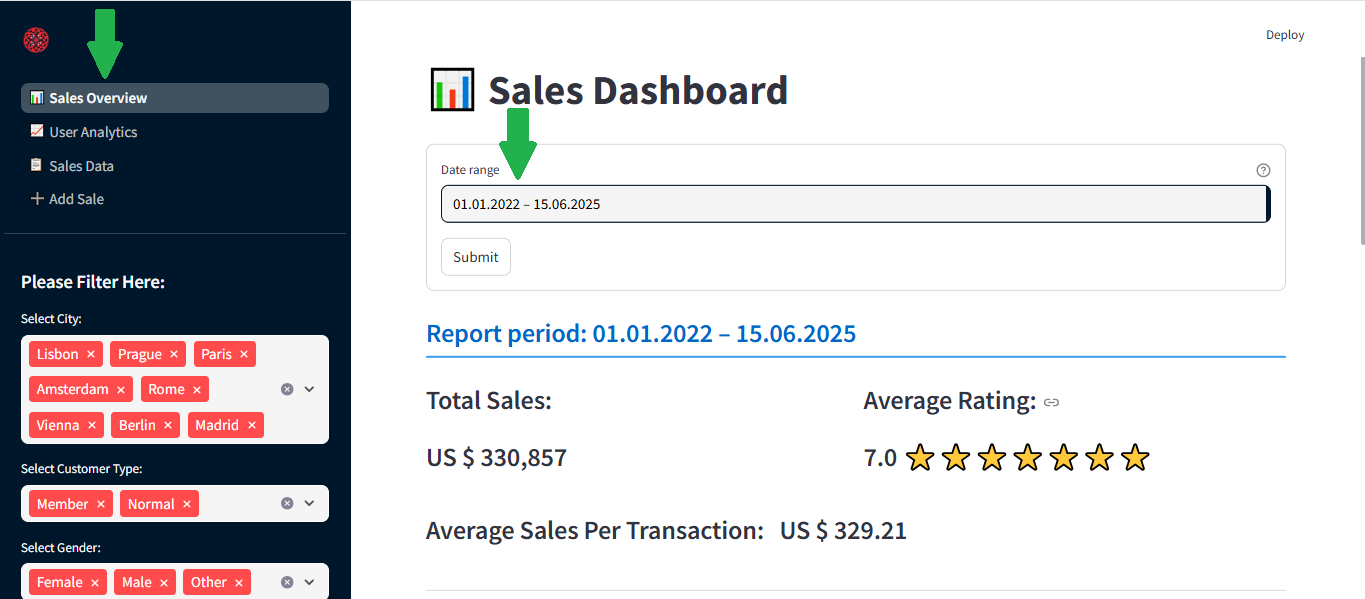 Sales Overview
User Analytics
Sales Data
Add Sale
Please Filter Here:
Select City:
Lisbon × Prague × Paris ×
Amsterdam × Rome ×
Vienna × Berlin × Madrid ×
Select Customer Type:
Member × Normal ×
Select Gender:
Female × Male × Other ×
Deploy
Sales Dashboard
Date range
01.01.2022 – 15.06.2025
Submit
Report period: 01.01.2022 – 15.06.2025
Total Sales:
US $ 330,857
Average Rating:
7.0
Average Sales Per Transaction: US $ 329.21